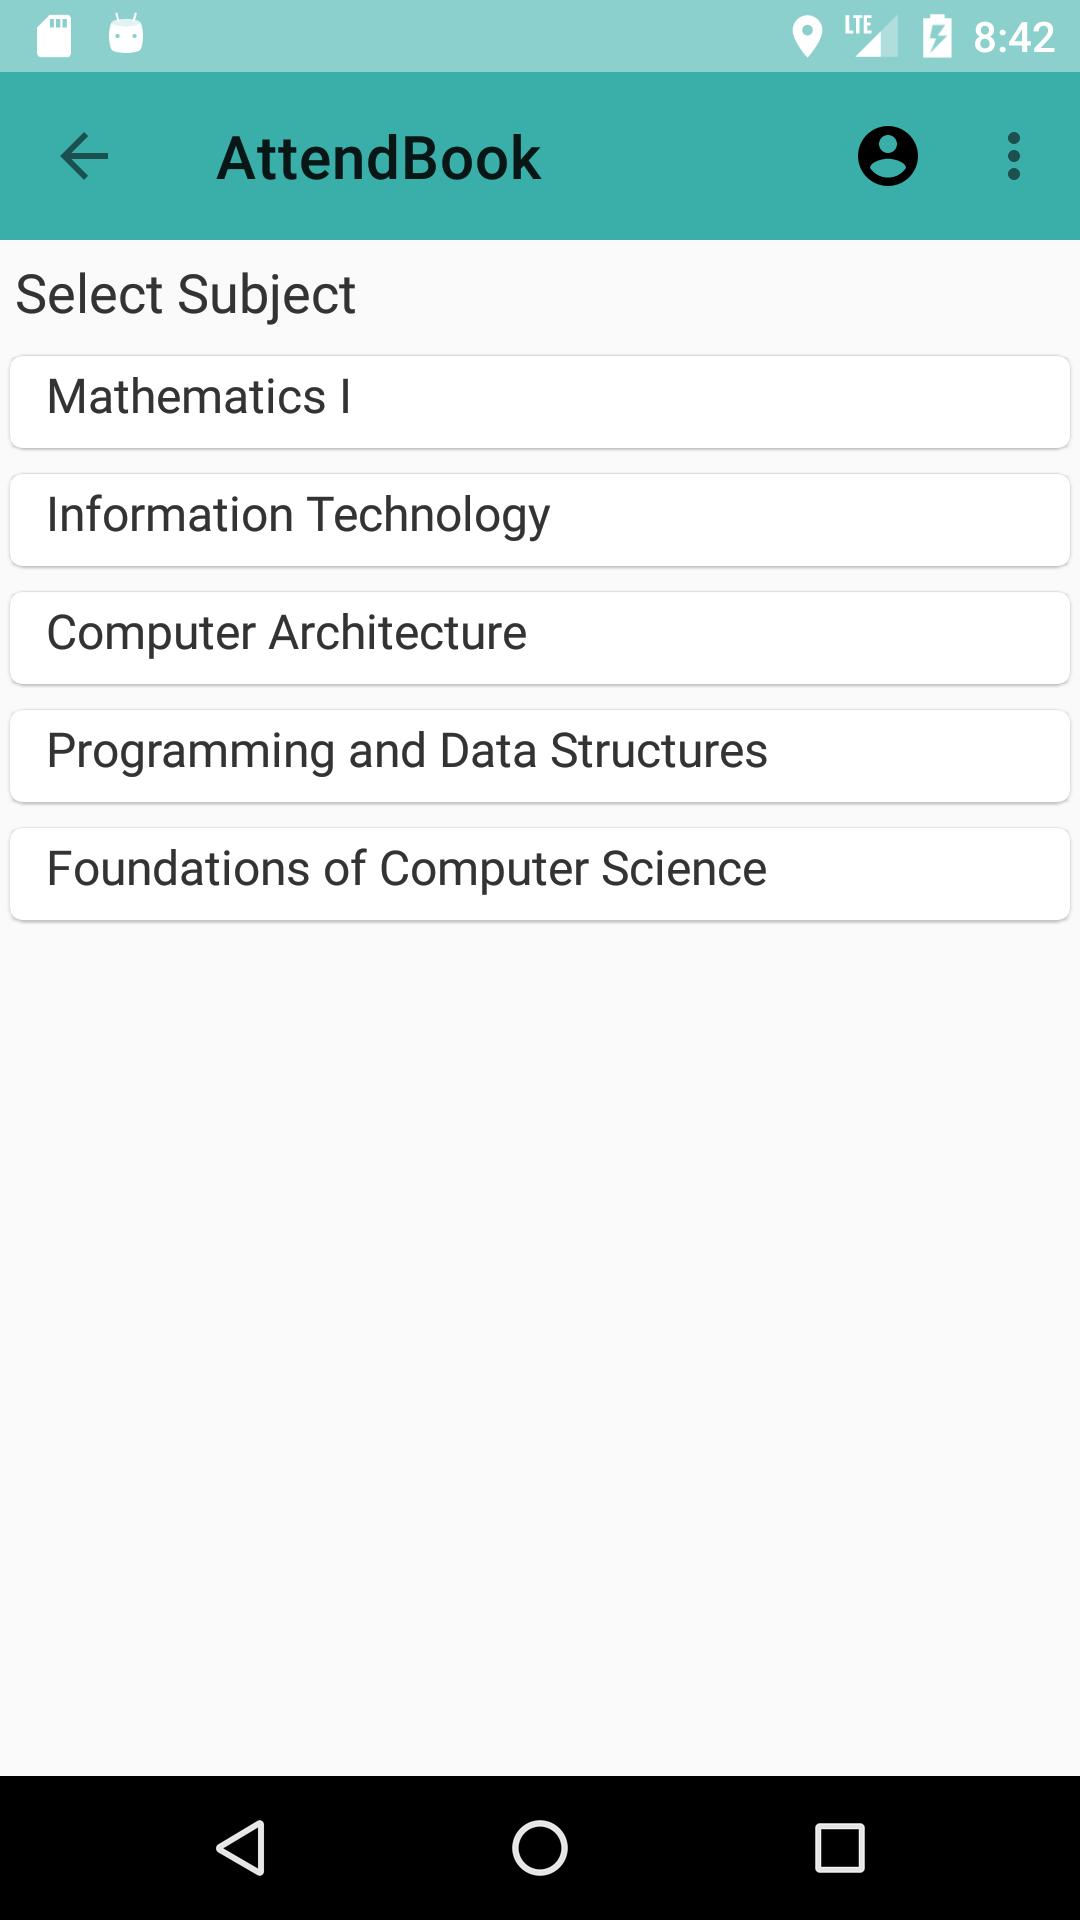 LTE 8:42
AttendBook
Select Subject
Mathematics I
Information Technology
Computer Architecture
Programming and Data Structures
Foundations of Computer Science